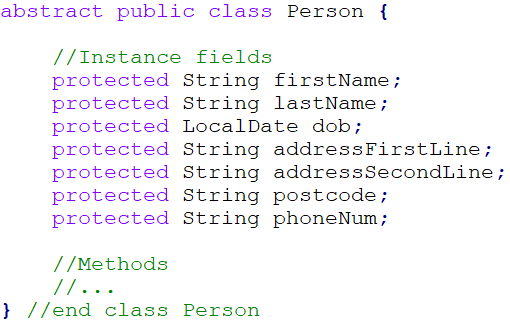 abstract public class Person {
//Instance fields
protected String firstName;
protected String lastName;
protected LocalDate dob;
protected String addressFirstLine;
protected String addressSecondLine;
protected String postcode;
protected String phoneNum;
//Methods
//...
} //end class Person